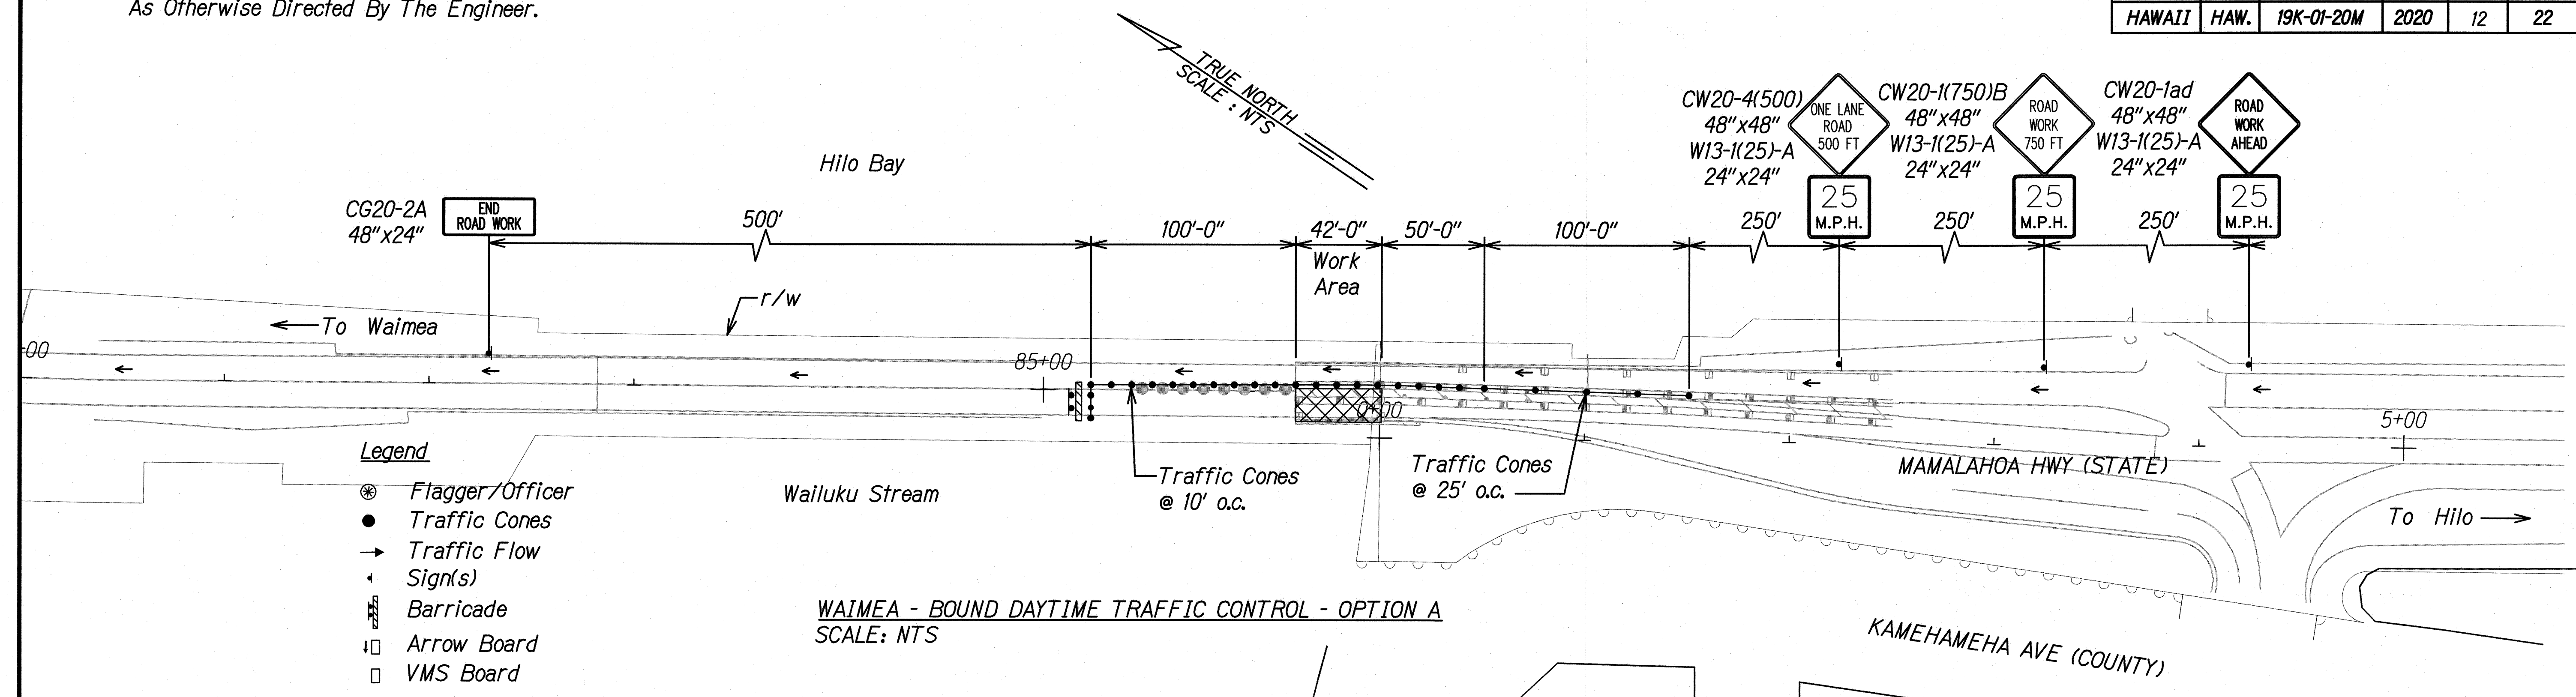 As Otherwise Directed By The Engineer.
HAWAII HAW. 19K-01-20M 2020 12 22
TRUE NORTH
SCALE : NTS
CW20-4(500)
48"x48"
W13-1(25)-A
24"x24"
ONE LANE
ROAD
500 FT
25
M.P.H.
CW20-1(750)B
48"x48"
W13-1(25)-A
24"x24"
ROAD
WORK
750 FT
25
M.P.H.
CW20-1ad
48"x48"
W13-1(25)-A
24"x24"
ROAD
WORK
AHEAD
25
M.P.H.
Hilo Bay
CG20-2A
48"x24"
END
ROAD WORK
500' 100'-0" 42'-0" 50'-0" 100'-0" 250' 250' 250'
Work
Area
r/w
To Waimea
+00
85+00
0+00
5+00
Legend
Flagger/Officer
Traffic Cones
Traffic Flow
Sign(s)
Barricade
Arrow Board
VMS Board
Wailuku Stream
Traffic Cones
@ 10' o.c.
Traffic Cones
@ 25' o.c.
MAMALAHOA HWY (STATE)
To Hilo
WAIMEA - BOUND DAYTIME TRAFFIC CONTROL - OPTION A
SCALE: NTS
KAMEHAMEHA AVE (COUNTY)